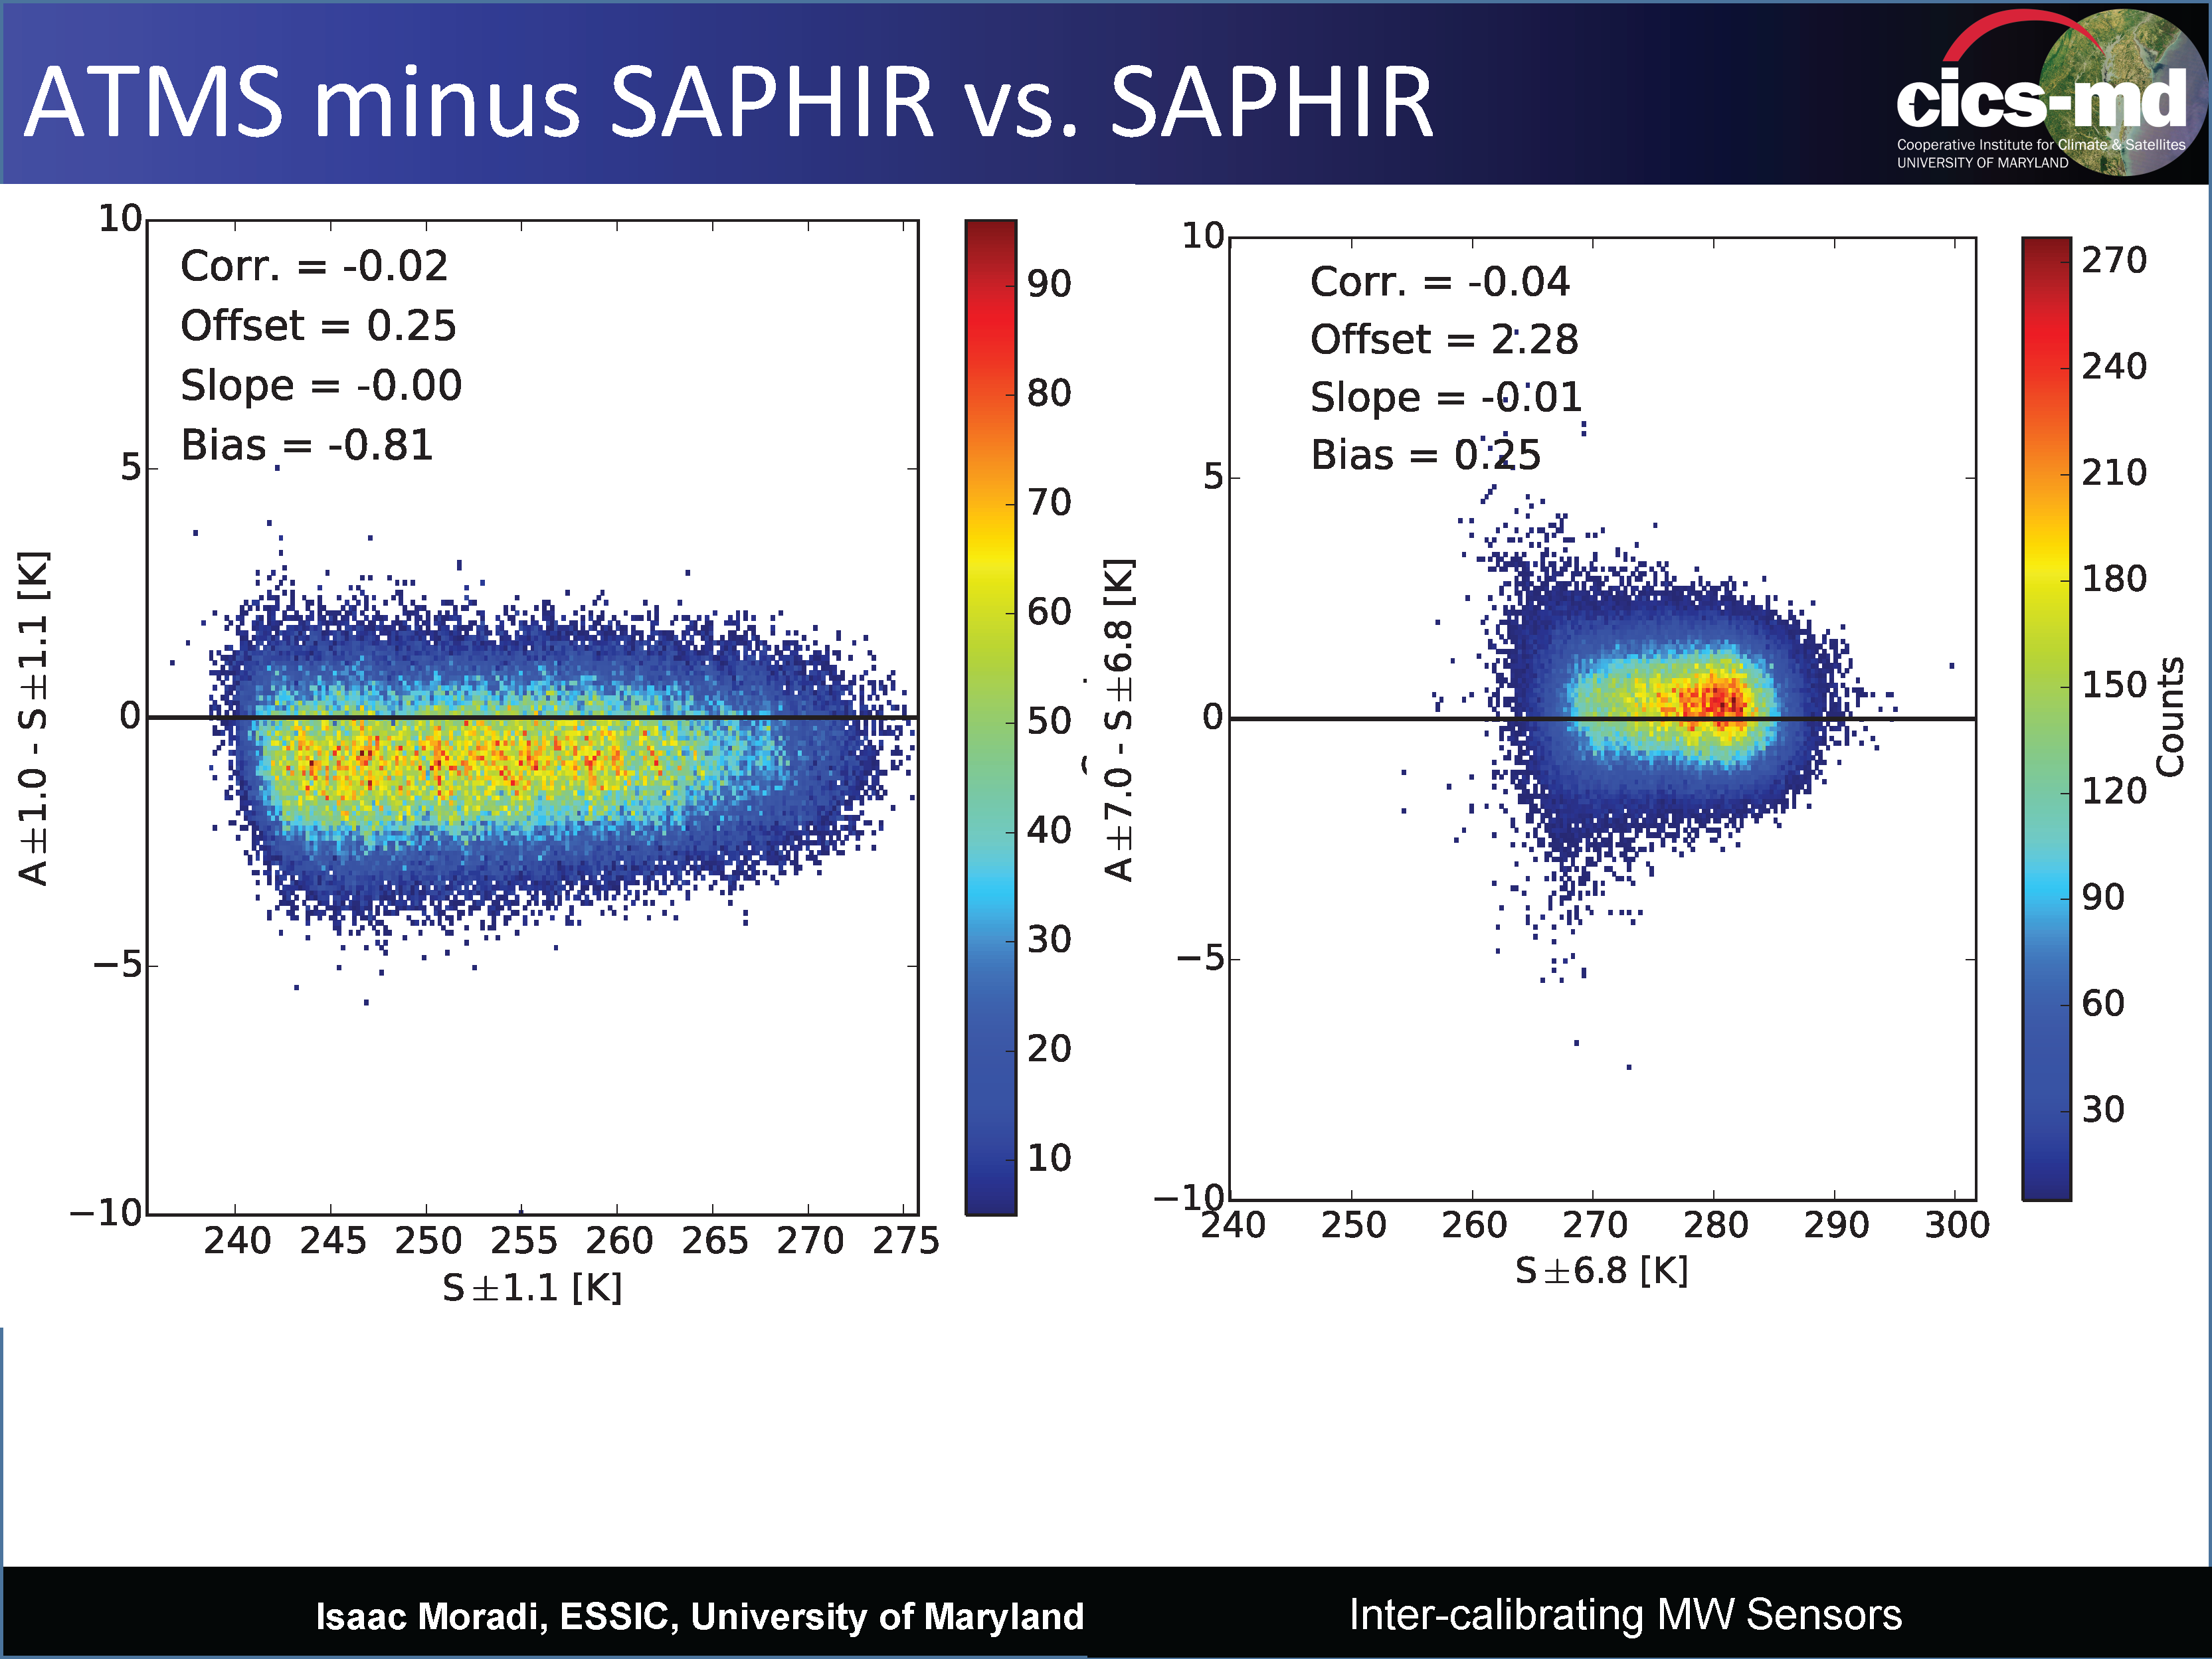 ATMS minus SAPHIR vs. SAPHIR
cics-md
Cooperative Institute for Climate & Satellites
UNIVERSITY OF MARYLAND
Corr. = -0.02
Offset = 0.25
Slope = -0.00
Bias = -0.81
A±1.0 - S±1.1 [K]
10
5
0
−5
−10
240 245 250 255 260 265 270 275
S±1.1 [K]
90
80
70
60
50
40
30
20
10
Corr. = -0.04
Offset = 2.28
Slope = -0.01
Bias = 0.25
A±7.0 - S±6.8 [K]
10
5
0
−5
−10
240 250 260 270 280 290 300
S±6.8 [K]
270
240
210
180
150
120
90
60
30
Counts
Isaac Moradi, ESSIC, University of Maryland
Inter-calibrating MW Sensors